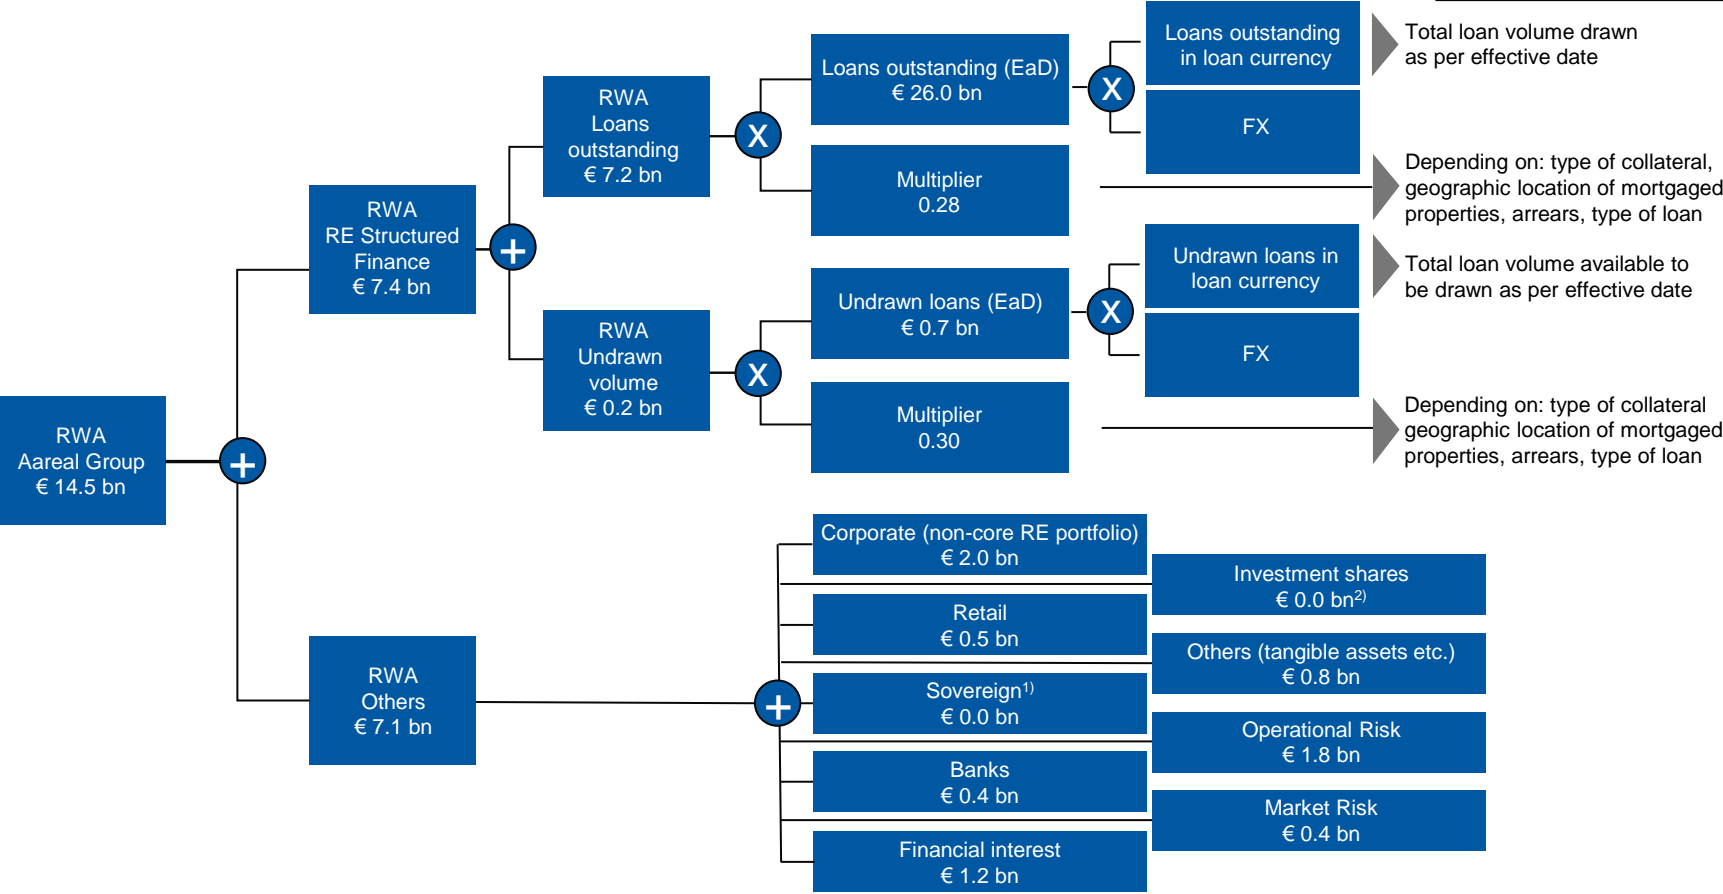 RWA
Aareal Group
€ 14.5 bn
+
RWA
RE Structured
Finance
€ 7.4 bn
+
RWA
Loans
outstanding
€ 7.2 bn
X
Loans outstanding (EaD)
€ 26.0 bn
X
Loans outstanding
in loan currency
Total loan volume drawn
as per effective date
FX
Multiplier
0.28
Depending on: type of collateral,
geographic location of mortgaged
properties, arrears, type of loan
RWA
Undrawn
volume
€ 0.2 bn
X
Undrawn loans (EaD)
€ 0.7 bn
X
Undrawn loans in
loan currency
Total loan volume available to
be drawn as per effective date
FX
Multiplier
0.30
Depending on: type of collateral
geographic location of mortgaged
properties, arrears, type of loan
RWA
Others
€ 7.1 bn
+
Corporate (non-core RE portfolio)
€ 2.0 bn
Investment shares
€ 0.0 bn2)
Retail
€ 0.5 bn
Others (tangible assets etc.)
€ 0.8 bn
Sovereign1)
€ 0.0 bn
Operational Risk
€ 1.8 bn
Banks
€ 0.4 bn
Market Risk
€ 0.4 bn
Financial interest
€ 1.2 bn